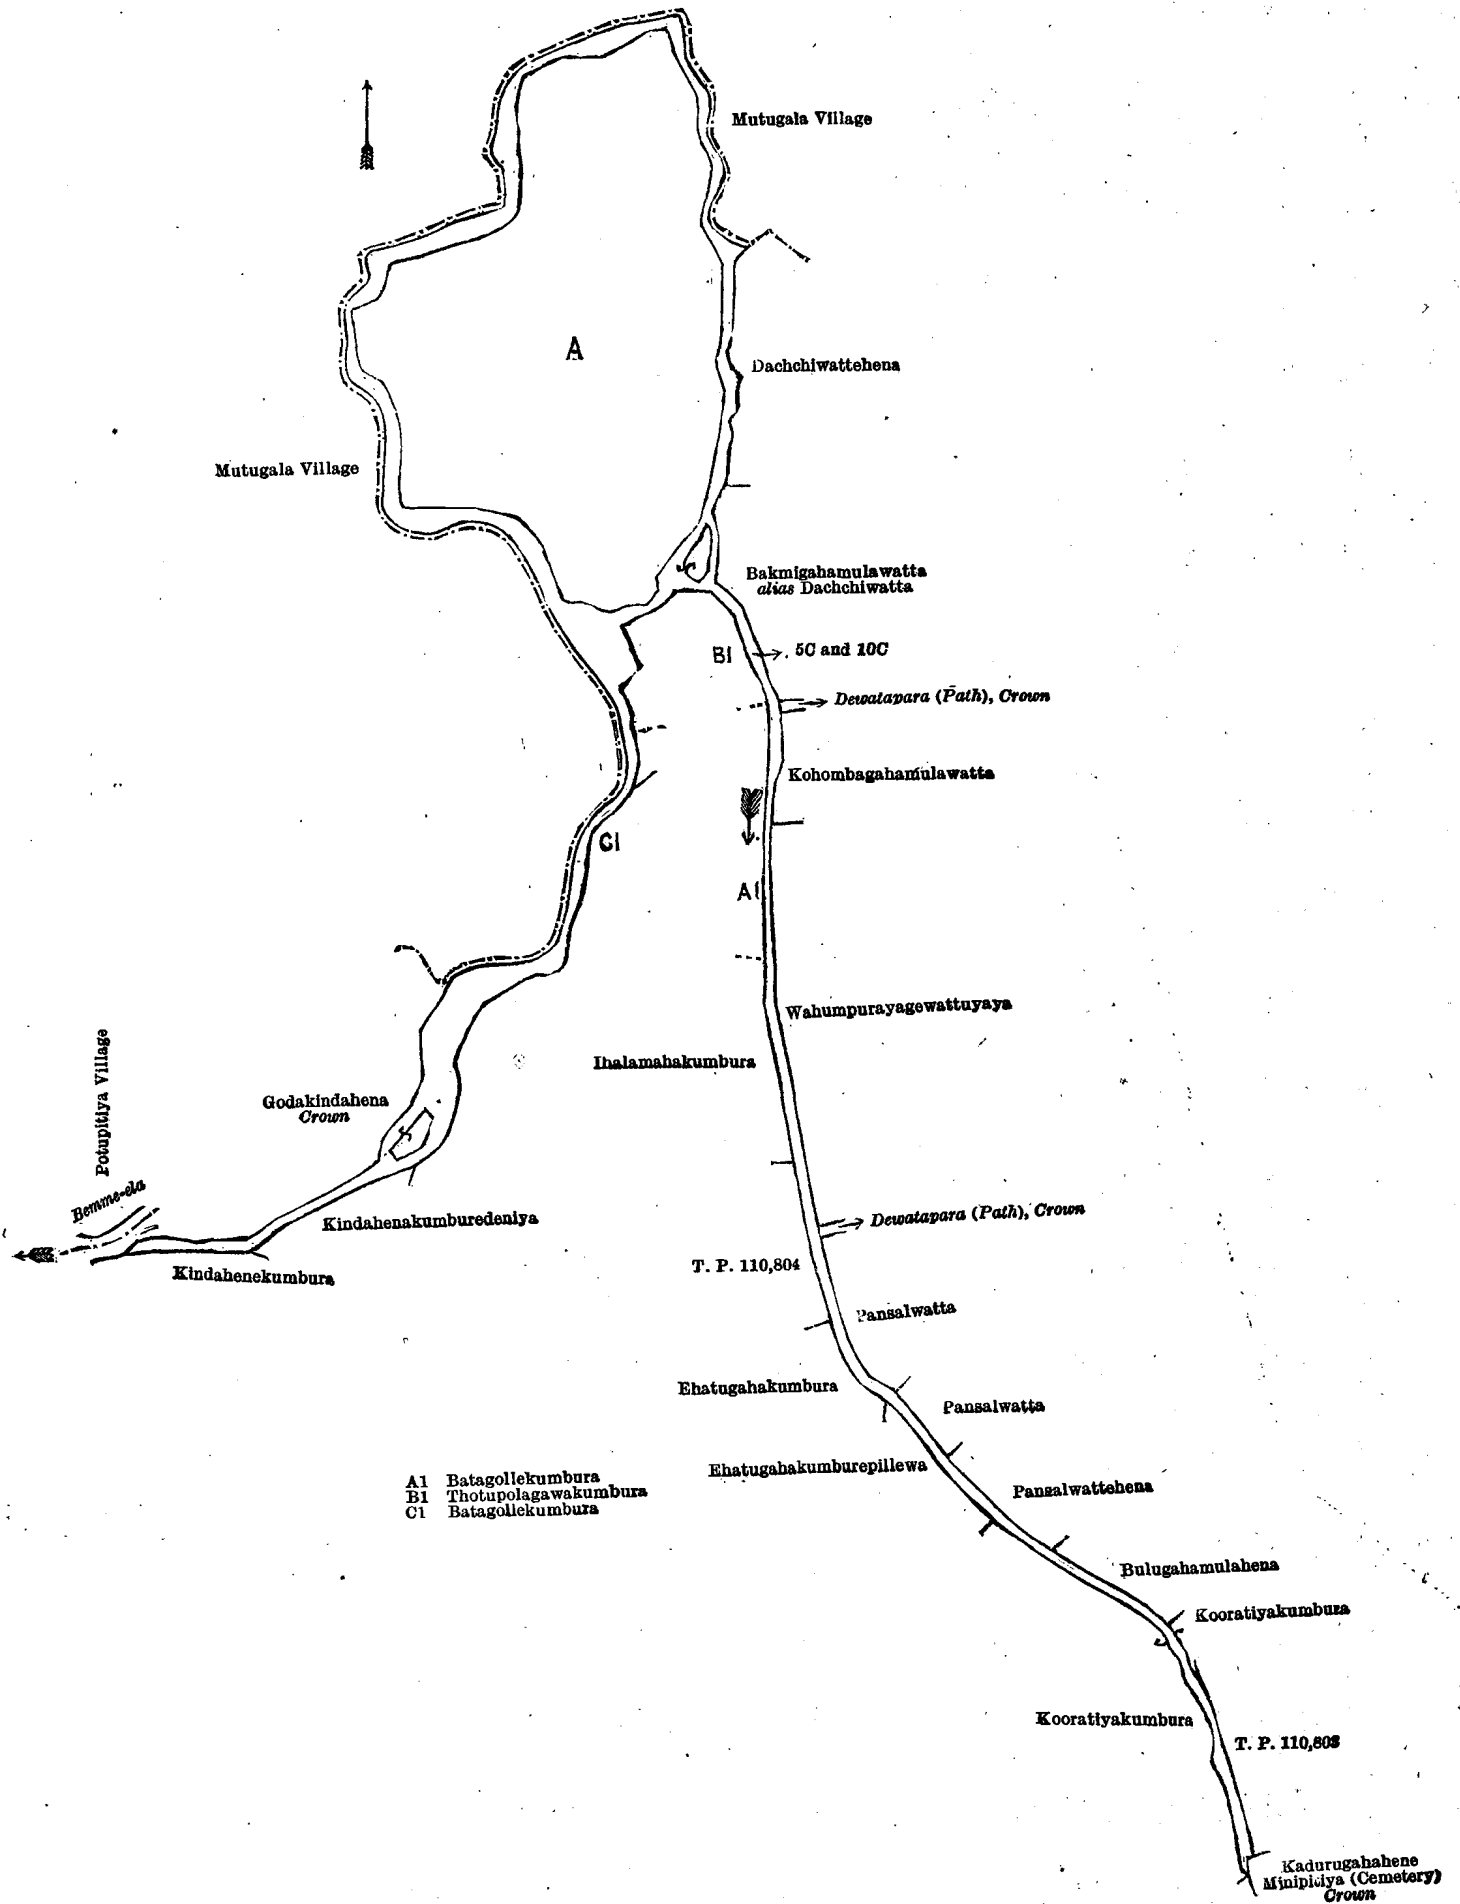 Mutugala Village
A
Dachchiwattehena
Mutugala Village
Bakmigahamulawatta
alias Dachchiwatta
B1
5C and 10C
Dewatapara (Path), Crown
Kohombagahamulawatta
C1
A1
Wahumpurayagewattuyaya
Ihalamahakumbura
Potupitiya Village
Godakindahena
Crown
Bemme-ela
Kindahenakumburedeniya
Dewatapara (Path), Crown
Kindahenekumbura
T. P. 110,804
Pansalwatta
Ehatugahakumbura
Pansalwatta
Ehatugahakumburepillewa
A1 Batagollekumbura
B1 Thotupolagawakumbura
C1 Batagollekumbura
Pansalwattehena
Bulugahamulahena
Kooratiyakumbura
Kooratiyakumbura
T. P. 110,803
Kadurugahahene
(Cemetery)
Crown